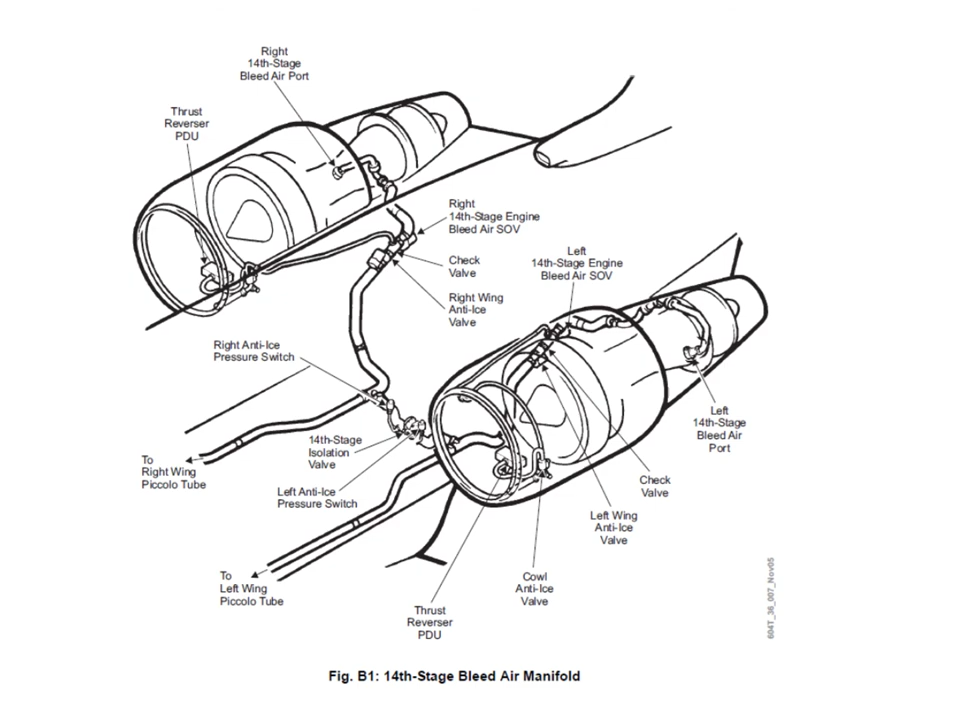 Right
14th-Stage
Bleed Air Port
Thrust
Reverser
PDU
Right
14th-Stage Engine
Bleed Air SOV
Left
14th-Stage Engine
Bleed Air SOV
Check
Valve
Right Wing
Anti-Ice
Valve
Right Anti-Ice
Pressure Switch
Left
14th-Stage
Bleed Air
Port
14th-Stage
Isolation
Valve
To
Right Wing
Piccolo Tube
Check
Valve
Left Anti-Ice
Pressure Switch
Left Wing
Anti-Ice
Valve
To
Left Wing
Piccolo Tube
Cowl
Anti-Ice
Valve
Thrust
Reverser
PDU
604T_36_007_Nov05
Fig. B1: 14th-Stage Bleed Air Manifold